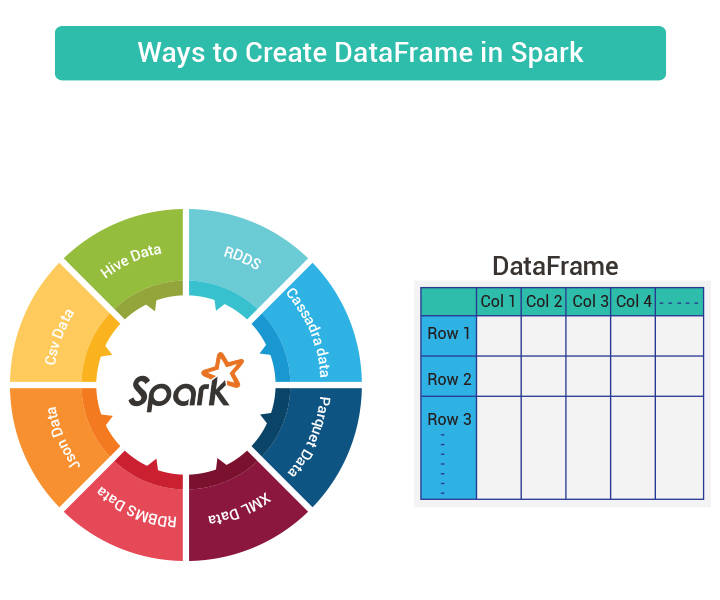 Ways to Create DataFrame in Spark
Hive Data
RDDS
Cassadra data
Parquet Data
XML Data
RDBMS Data
Json Data
Csv Data
Spark
DataFrame
Col 1 Col 2 Col 3 Col 4 - - - - -
Row 1
Row 2
Row 3